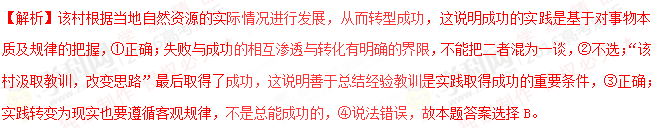 【解析】该村根据当地自然资源的实际情况进行发展，从而转型成功，这说明成功的实践是基于对事物本
质及规律的把握，①正确；失败与成功的相互渗透与转化有明确的界限，不能把二者混为一谈，②不选；“该
村汲取教训，改变思路”最后取得了成功，这说明善于总结经验教训是实践取得成功的重要条件，③正确；
实践转变为现实也要遵循客观规律，不是总能成功的，④说法错误，故本题答案选择 B。